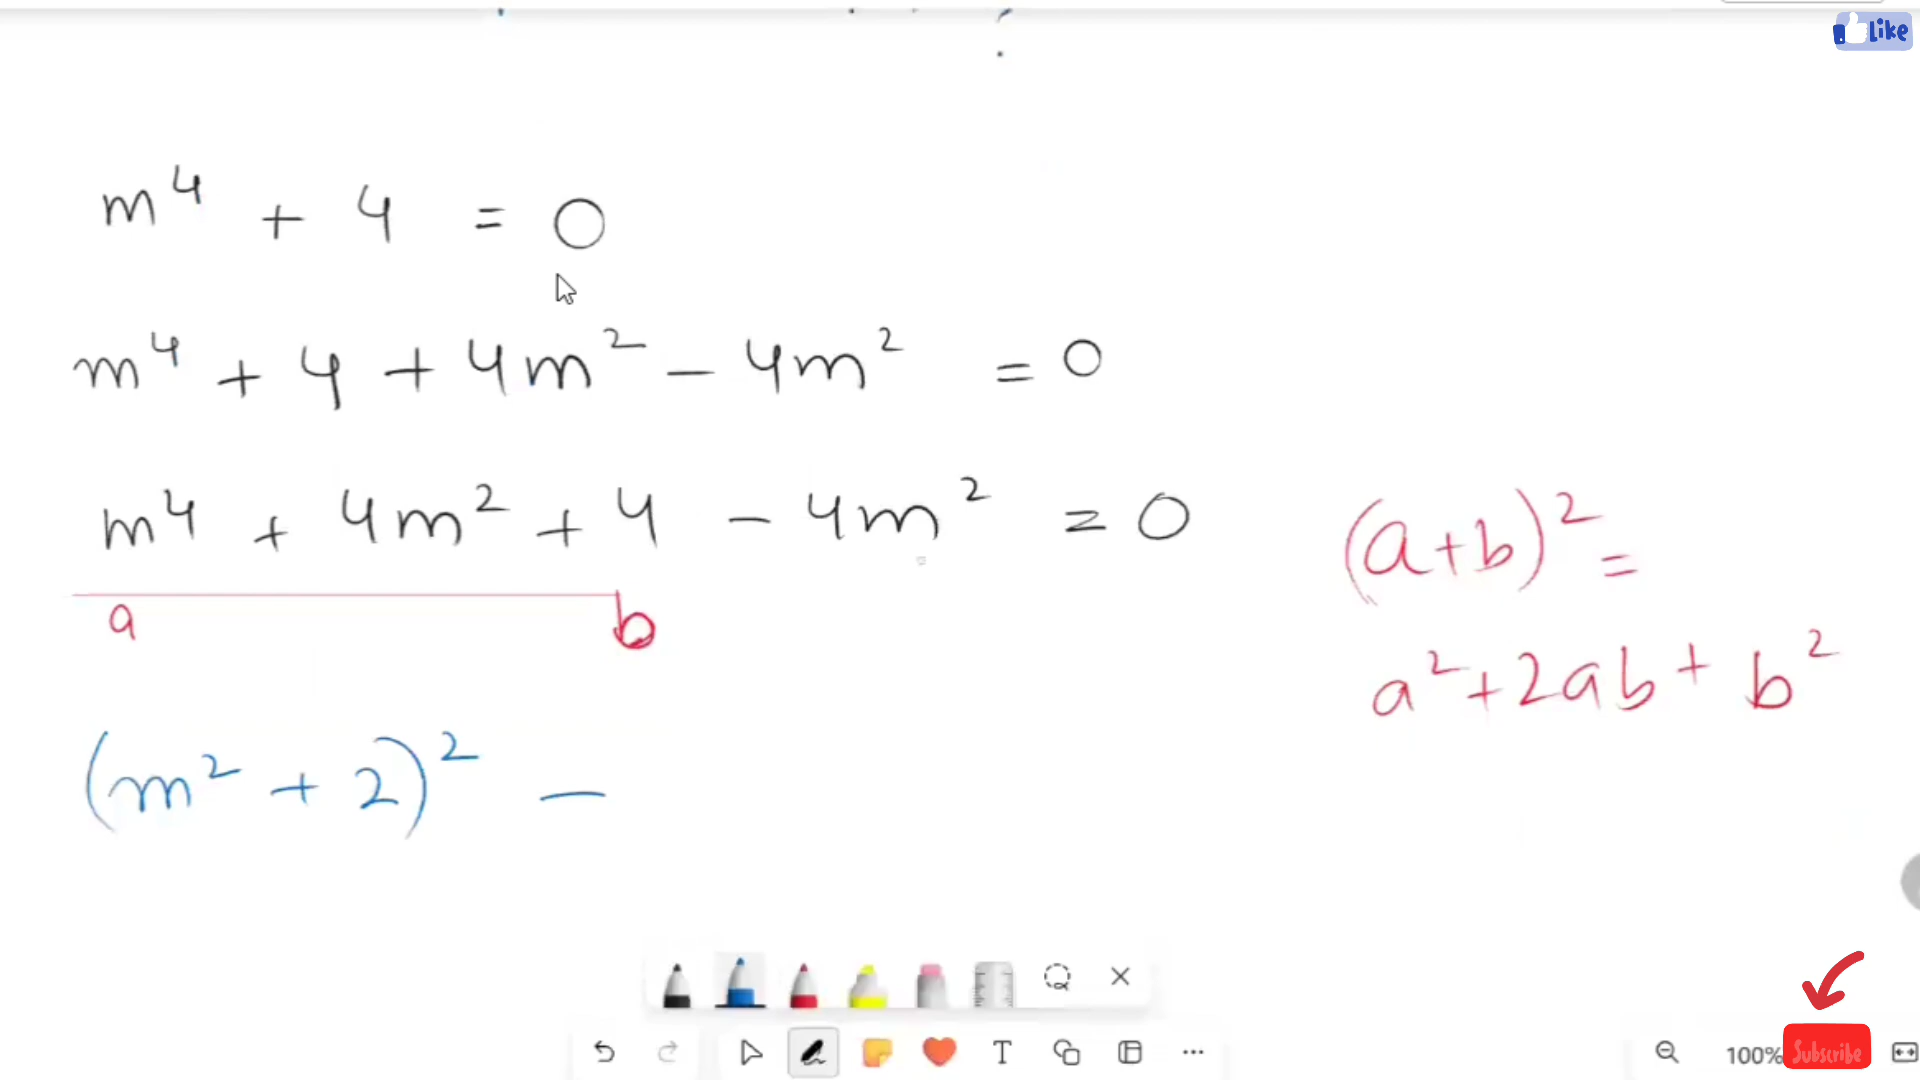 Like
m⁴ + 4 = 0
m⁴ + 4 + 4m² - 4m² = 0
m⁴ + 4m² + 4 - 4m² = 0
a b
(a+b)² =
a² + 2ab + b²
(m² + 2)² -
T
100%
Subscribe